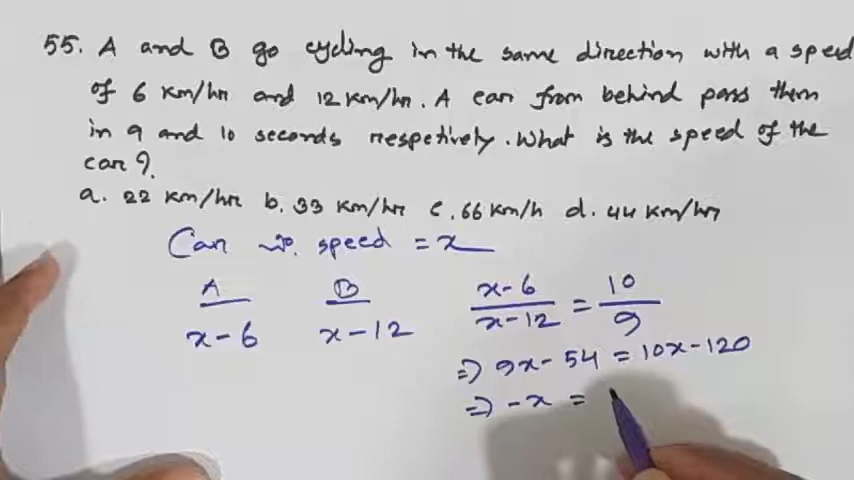 55. A and B go cycling in the same direction with a speed
of 6 km/hr and 12 km/hr. A car from behind pass them
in 9 and 10 seconds respetively. What is the speed of the
car?.
a. 22 km/hr b. 33 km/hr c. 66 km/h d. 44 km/hr
Car speed = x
A B x-6/x-12 = 10/9
x-6 x-12
=> 9x - 54 = 10x - 120
=> -x =